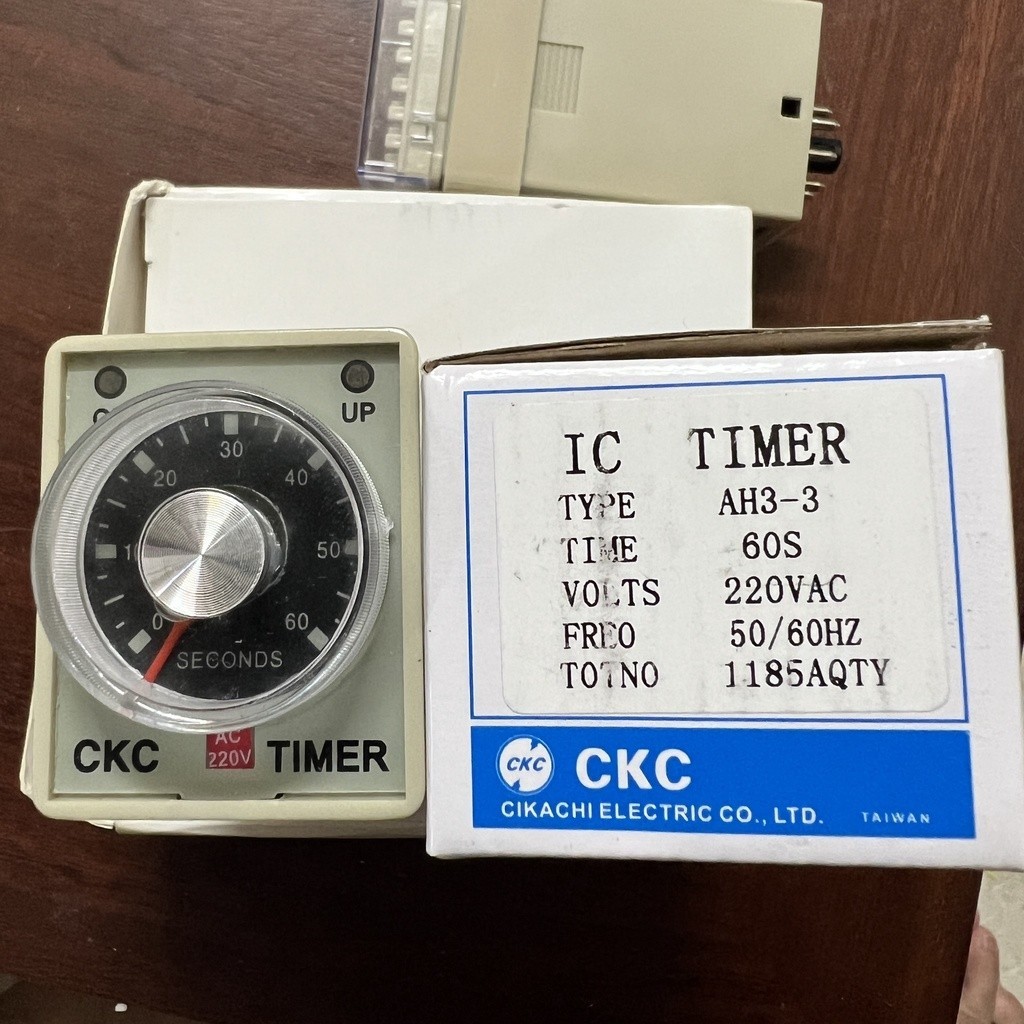 UP
30
20
40
50
0
60
SECONDS
CKC
AC
220V
TIMER
IC TIMER
TYPE AH3-3
TIME 60S
VOLTS 220VAC
FREQ 50/60HZ
TOTNO 1185AQTY
CKC
CKC
CIKACHI ELECTRIC CO., LTD.
TAIWAN